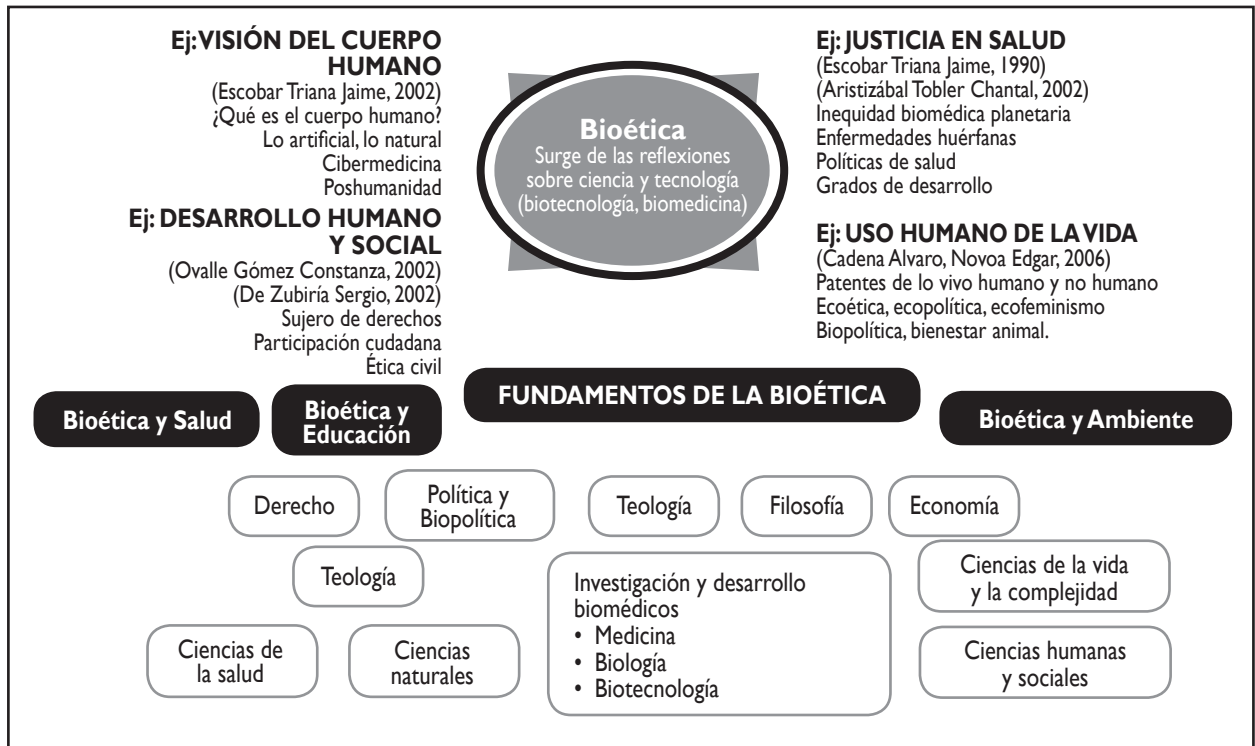 Ej: VISIÓN DEL CUERPO
HUMANO
(Escobar Triana Jaime, 2002)
¿Qué es el cuerpo humano?
Lo artificial, lo natural
Cibermedicina
Poshumanidad
Ej: DESARROLLO HUMANO
Y SOCIAL
(Ovalle Gómez Constanza, 2002)
(De Zubiría Sergio, 2002)
Sujero de derechos
Participación cudadana
Ética civil
Bioética
Surge de las reflexiones
sobre ciencia y tecnología
(biotecnología, biomedicina)
Ej: JUSTICIA EN SALUD
(Escobar Triana Jaime, 1990)
(Aristizábal Tobler Chantal, 2002)
Inequidad biomédica planetaria
Enfermedades huérfanas
Políticas de salud
Grados de desarrollo
Ej: USO HUMANO DE LA VIDA
(Cadena Alvaro, Novoa Edgar, 2006)
Patentes de lo vivo humano y no humano
Ecoética, ecopolítica, ecofeminismo
Biopolítica, bienestar animal.
Bioética y Salud
Bioética y
Educación
FUNDAMENTOS DE LA BIOÉTICA
Bioética y Ambiente
Derecho
Política y
Biopolítica
Teología
Filosofía
Economía
Teología
Investigación y desarrollo
biomédicos
• Medicina
• Biología
• Biotecnología
Ciencias de la vida
y la complejidad
Ciencias de
la salud
Ciencias
naturales
Ciencias humanas
y sociales